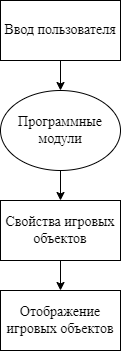 Ввод пользователя
Программные
модули
Свойства игровых
объектов
Отображение
игровых объектов